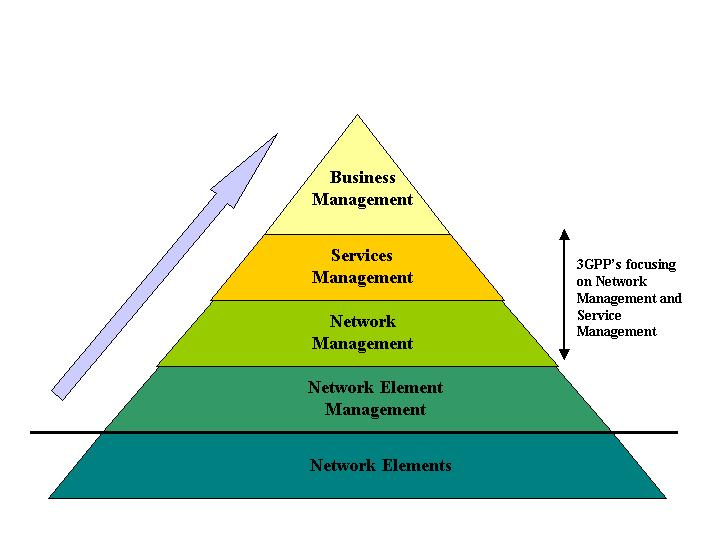 Business
Management
Services
Management
3GPP's focusing
on Network
Management and
Service
Management
Network
Management
Network Element
Management
Network Elements